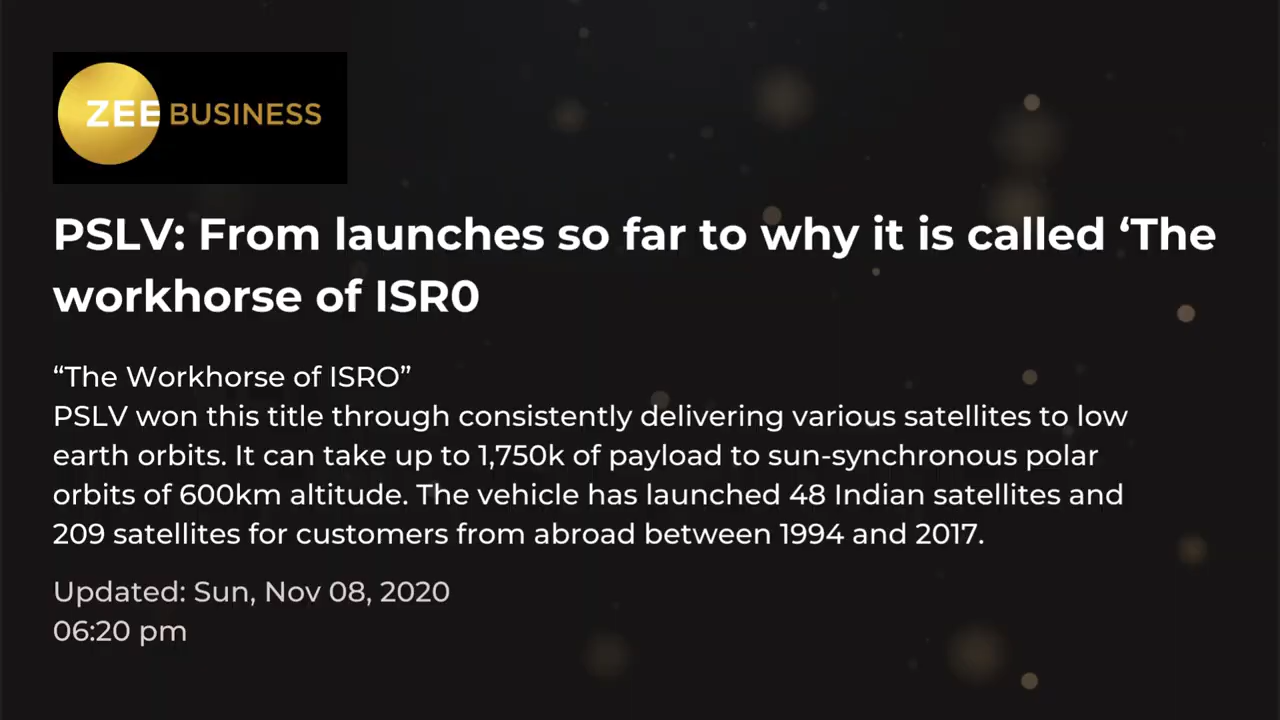 ZEE BUSINESS
PSLV: From launches so far to why it is called ‘The
workhorse of ISR0
“The Workhorse of ISRO”
PSLV won this title through consistently delivering various satellites to low
earth orbits. It can take up to 1,750k of payload to sun-synchronous polar
orbits of 600km altitude. The vehicle has launched 48 Indian satellites and
209 satellites for customers from abroad between 1994 and 2017.
Updated: Sun, Nov 08, 2020
06:20 pm